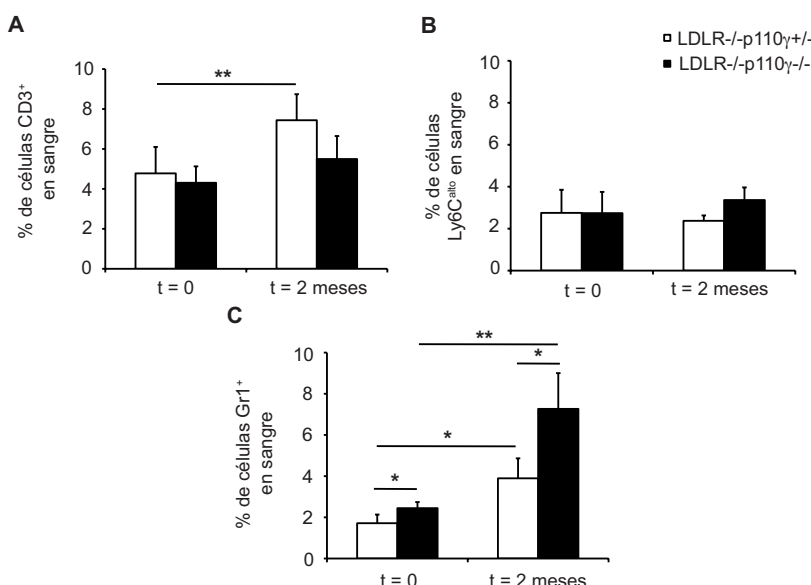 A
% de células CD3+
en sangre
10
8
6
4
2
0
**
t = 0
t = 2 meses
B
LDLR-/-p110γ+/-
LDLR-/-p110γ-/-
% de células
Ly6Calto en sangre
10
8
6
4
2
0
t = 0
t = 2 meses
C
% de células Gr1+
en sangre
10
8
6
4
2
0
**
*
*
*
t = 0
t = 2 meses